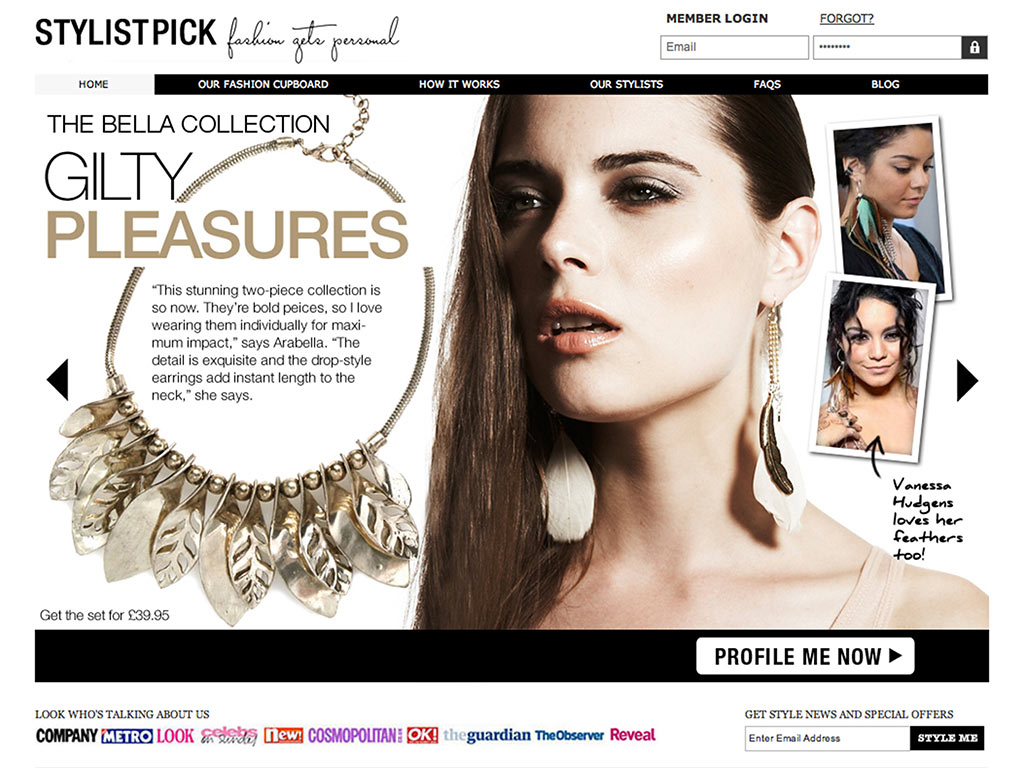 STYLISTPICK fashion gets personal
MEMBER LOGIN FORGOT?
Email ••••••••
HOME OUR FASHION CUPBOARD HOW IT WORKS OUR STYLISTS FAQS BLOG
THE BELLA COLLECTION
GILTY
PLEASURES
“This stunning two-piece collection is
so now. They’re bold peices, so I love
wearing them individually for maxi-
mum impact,” says Arabella. “The
detail is exquisite and the drop-style
earrings add instant length to the
neck,” she says.
Vanessa
Hudgens
loves her
feathers
too!
Get the set for £39.95
PROFILE ME NOW
LOOK WHO'S TALKING ABOUT US
COMPANY METRO LOOK celebs on sunday new! COSMOPOLITAN OK! theguardian TheObserver Reveal
GET STYLE NEWS AND SPECIAL OFFERS
Enter Email Address STYLE ME